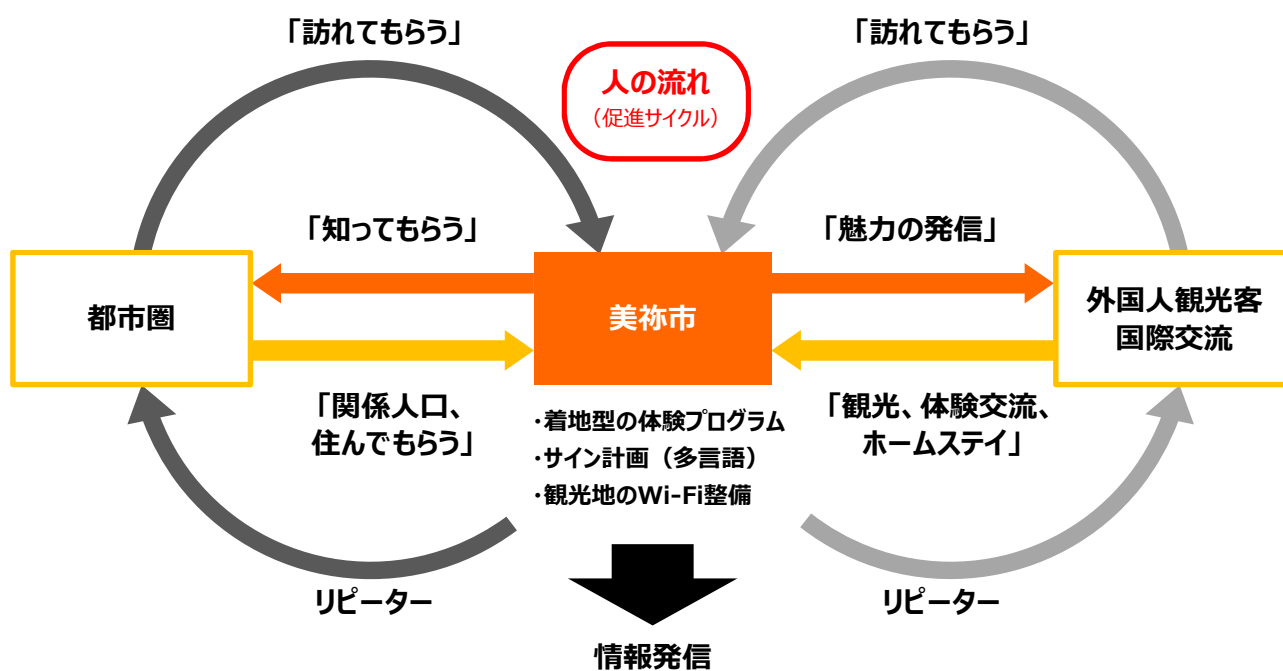 「訪れてもらう」
「訪れてもらう」
人の流れ
（促進サイクル）
「知ってもらう」
「魅力の発信」
都市圏
美祢市
外国人観光客
国際交流
「関係人口、
住んでもらう」
・着地型の体験プログラム
・サイン計画（多言語）
・観光地のWi-Fi整備
「観光、体験交流、
ホームステイ」
リピーター
リピーター
情報発信